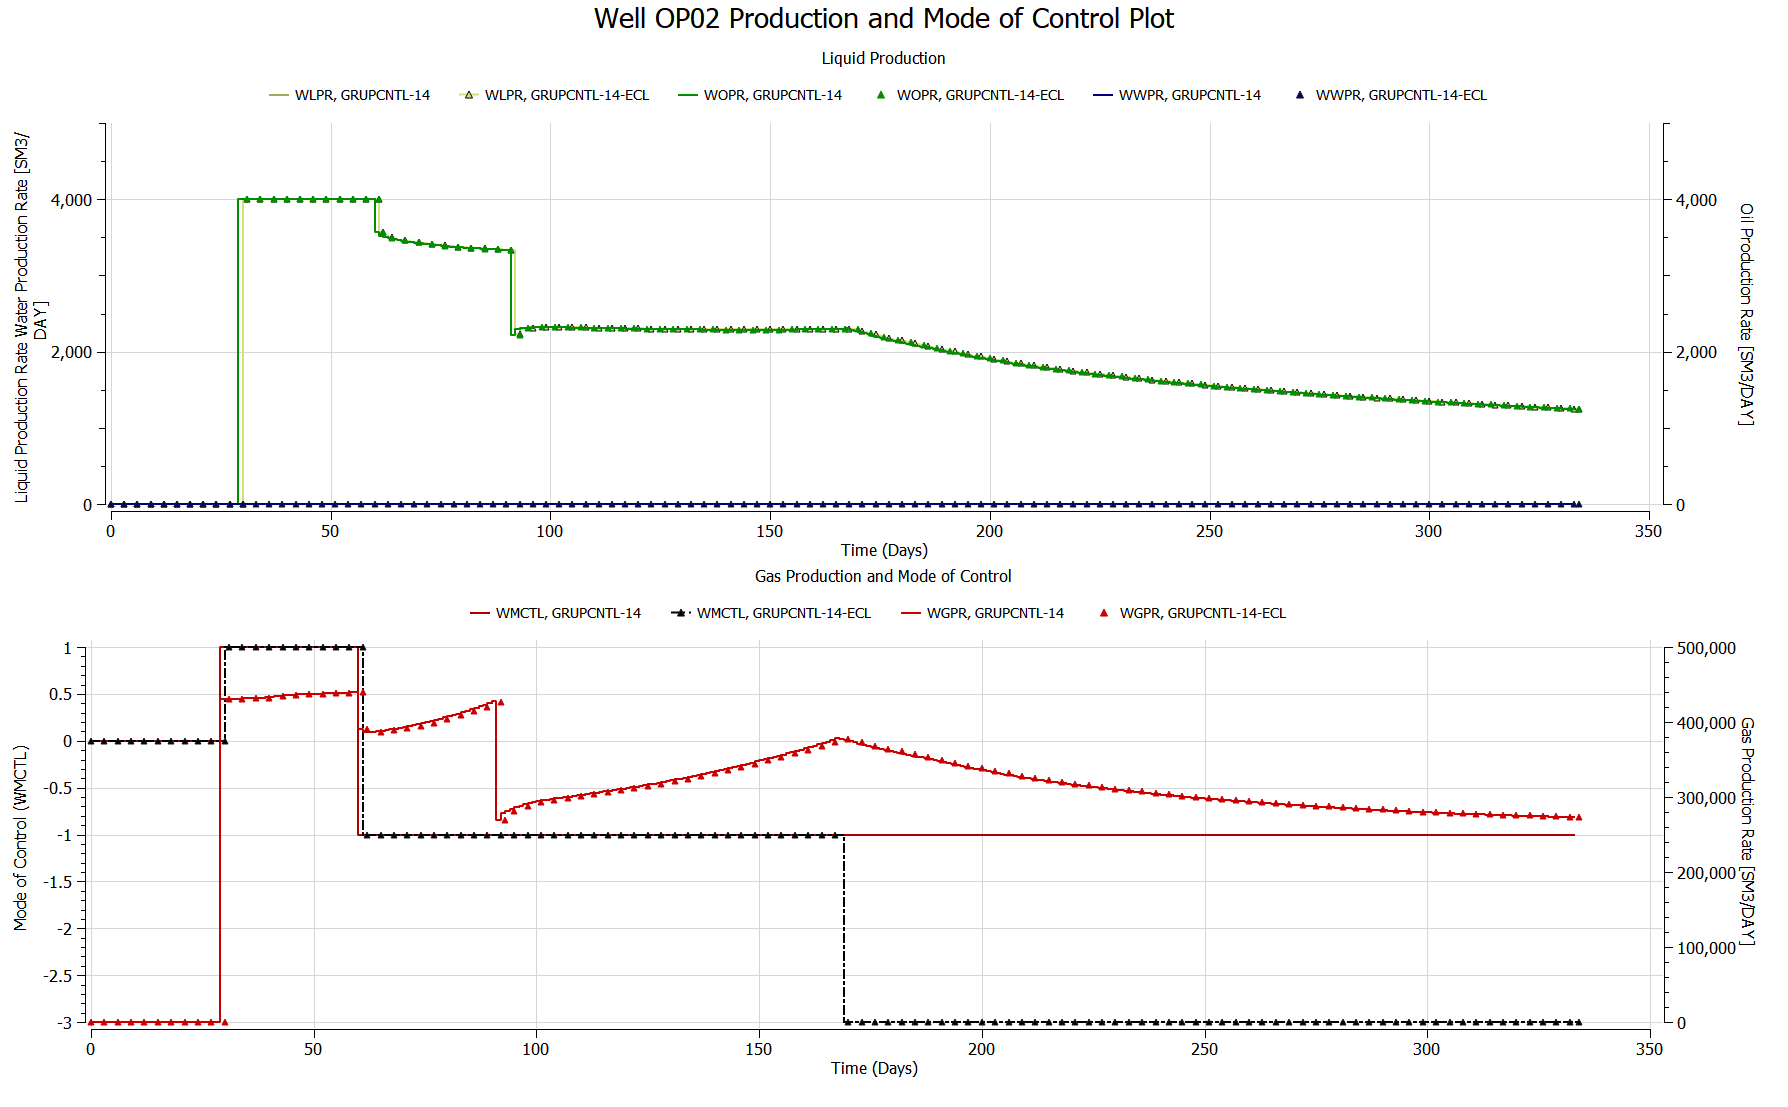 Well OP02 Production and Mode of Control Plot
Liquid Production
WLPR, GRUPCNTL-14 WLPR, GRUPCNTL-14-ECL WOPR, GRUPCNTL-14 WOPR, GRUPCNTL-14-ECL WWPR, GRUPCNTL-14 WWPR, GRUPCNTL-14-ECL
Liquid Production Rate Water Production Rate [SM3/
DAY]
4,000
2,000
0
4,000
2,000
0
Oil Production Rate [SM3/DAY]
0 50 100 150 200 250 300 350
Time (Days)
Gas Production and Mode of Control
WMCTL, GRUPCNTL-14 WMCTL, GRUPCNTL-14-ECL WGPR, GRUPCNTL-14 WGPR, GRUPCNTL-14-ECL
Mode of Control (WMCTL)
1
0.5
0
-0.5
-1
-1.5
-2
-2.5
-3
500,000
400,000
300,000
200,000
100,000
0
Gas Production Rate [SM3/DAY]
0 50 100 150 200 250 300 350
Time (Days)